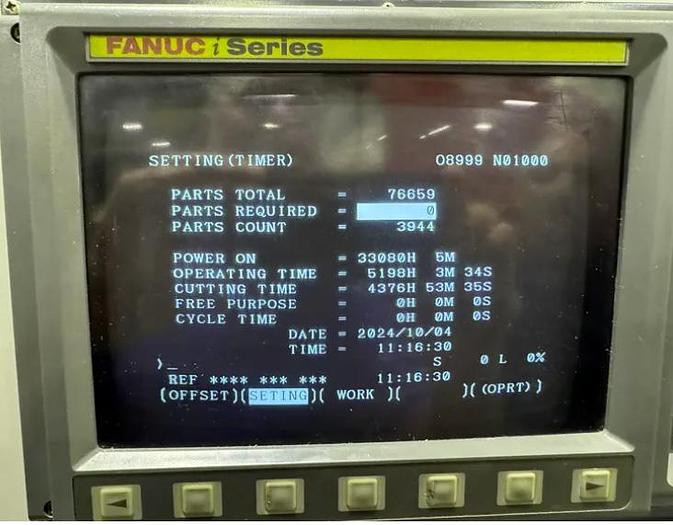 FANUC i Series
SETTING(TIMER) O8999 N01000
PARTS TOTAL = 76659
PARTS REQUIRED = 0
PARTS COUNT = 3944
POWER ON = 33080H 5M
OPERATING TIME = 5198H 3M 34S
CUTTING TIME = 4376H 53M 35S
FREE PURPOSE = 0H 0M 0S
CYCLE TIME = 0H 0M 0S
DATE = 2024/10/04
TIME = 11:16:30
>_ S 0 L 0%
REF **** *** *** 11:16:30
(OFFSET)(SETING)( WORK )( )( (OPRT) )